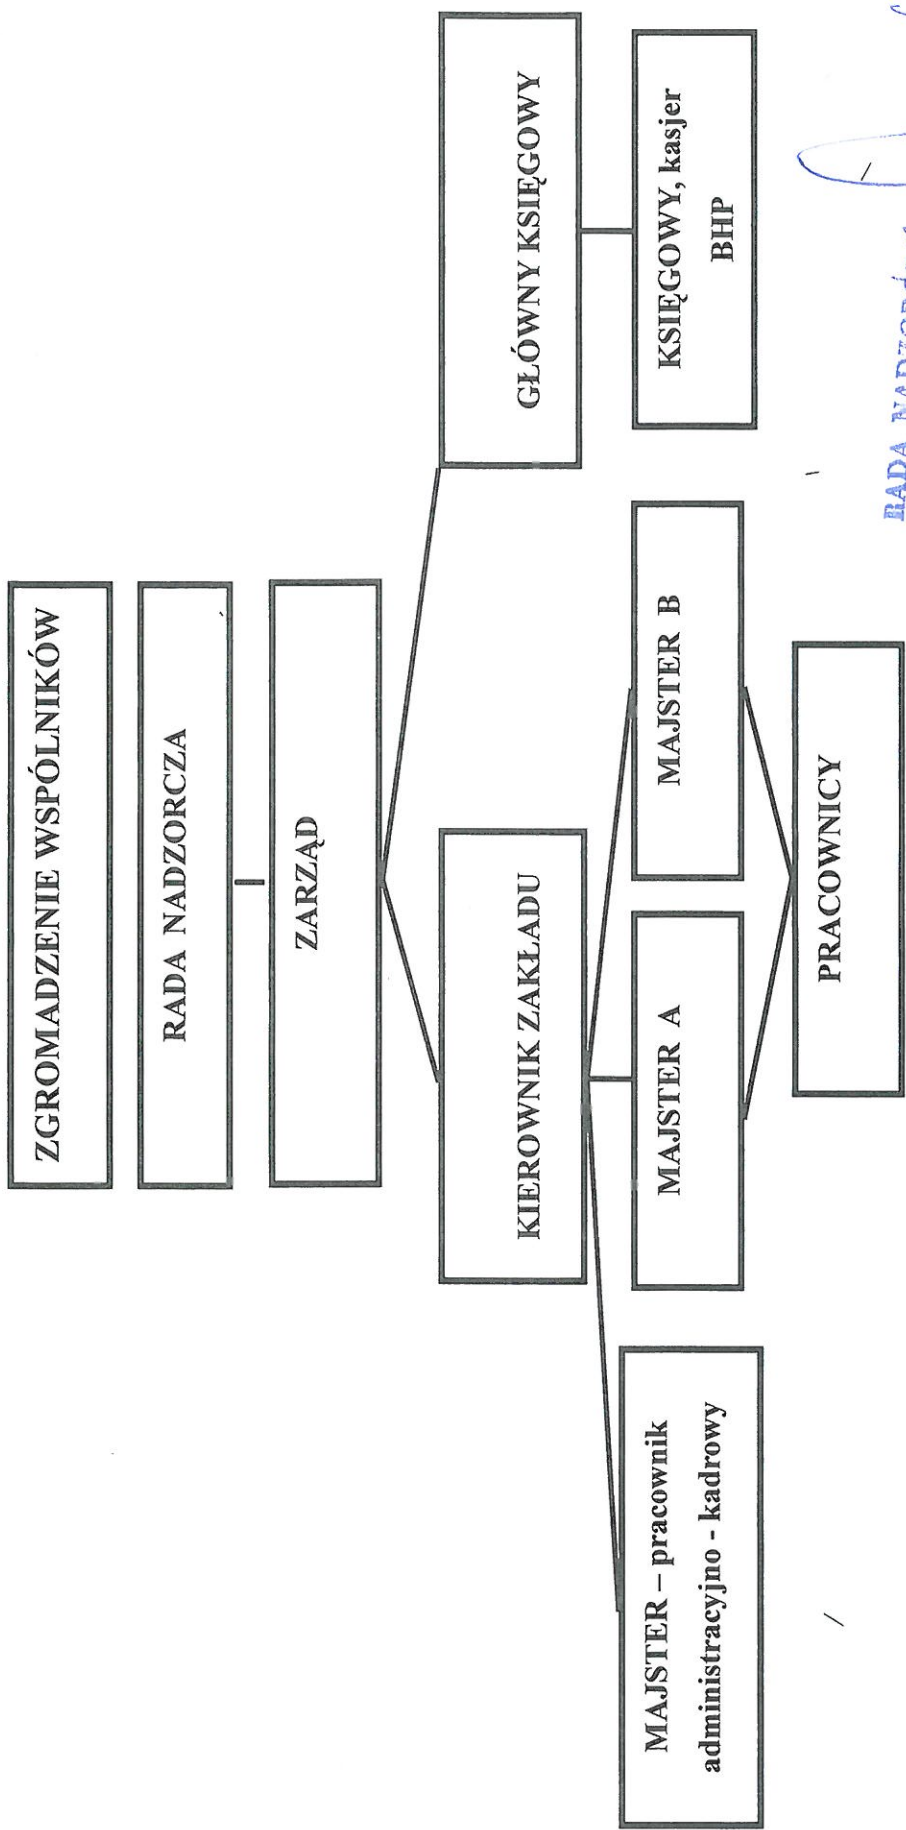 ZGROMADZENIE WSPÓLNIKÓW
RADA NADZORCZA
ZARZĄD
KIEROWNIK ZAKŁADU
GŁÓWNY KSIĘGOWY
MAJSTER – pracownik
administracyjno - kadrowy
MAJSTER A
MAJSTER B
KSIĘGOWY, kasjer
BHP
PRACOWNICY
RADA